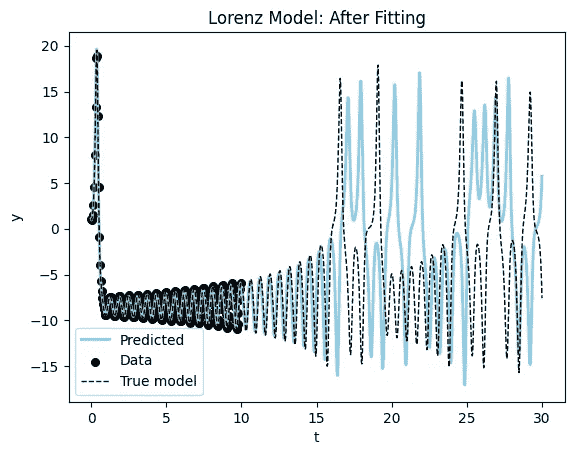 Lorenz Model: After Fitting
20
15
10
5
0
−5
−10
−15
y
Predicted
Data
True model
0 5 10 15 20 25 30
t